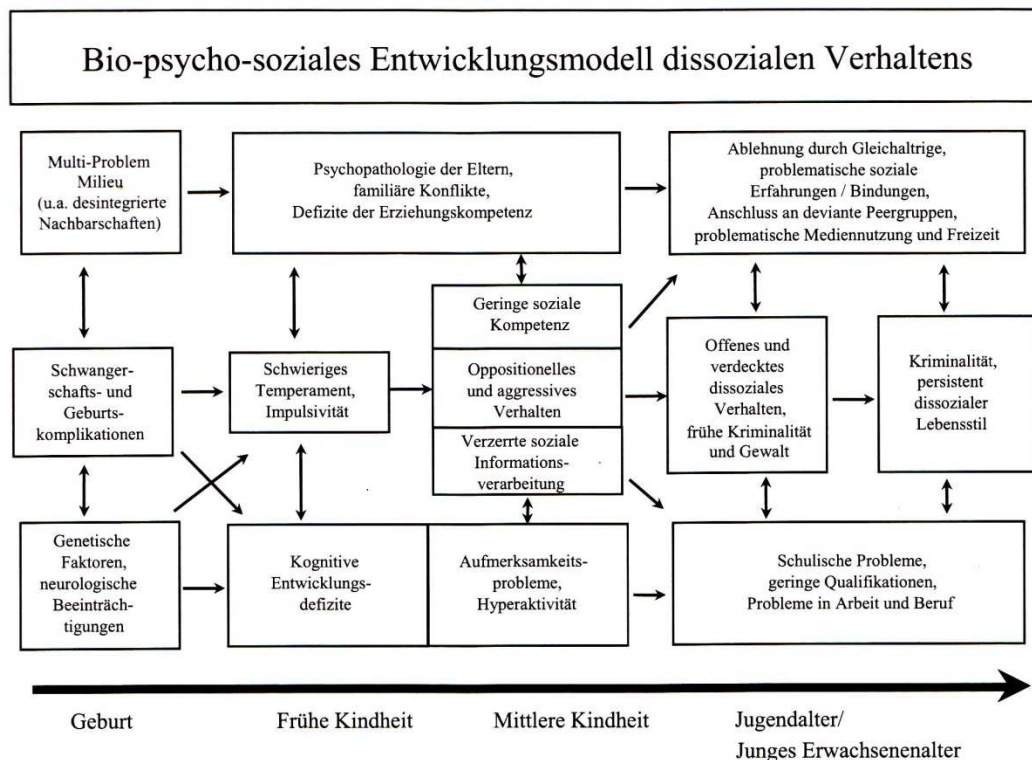 Bio-psycho-soziales Entwicklungsmodell dissozialen Verhaltens
Multi-Problem
Milieu
(u.a. desintegrierte
Nachbarschaften)
Psychopathologie der Eltern,
familiäre Konflikte,
Defizite der Erziehungskompetenz
Ablehnung durch Gleichaltrige,
problematische soziale
Erfahrungen / Bindungen,
Anschluss an deviante Peergruppen,
problematische Mediennutzung und Freizeit
Schwanger-
schafts- und
Geburts-
komplikationen
Schwieriges
Temperament,
Impulsivität
Geringe soziale
Kompetenz
Oppositionelles
und aggressives
Verhalten
Verzerrte soziale
Informations-
verarbeitung
Offenes und
verdecktes
dissoziales
Verhalten,
frühe Kriminalität
und Gewalt
Kriminalität,
persistent
dissozialer
Lebensstil
Genetische
Faktoren,
neurologische
Beeinträch-
tigungen
Kognitive
Entwicklungs-
defizite
Aufmerksamkeits-
probleme,
Hyperaktivität
Schulische Probleme,
geringe Qualifikationen,
Probleme in Arbeit und Beruf
Geburt
Frühe Kindheit
Mittlere Kindheit
Jugendalter/
Junges Erwachsenenalter